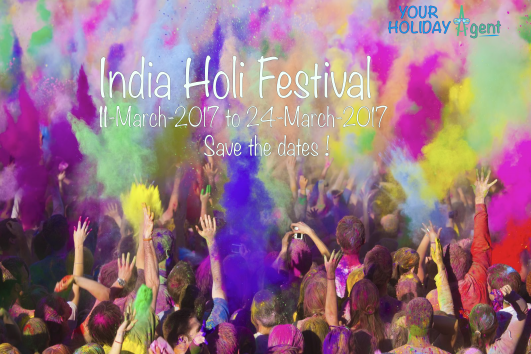 YOUR
HOLIDAY Agent
India Holi Festival
11-March-2017 to 24-March-2017
Save the dates !